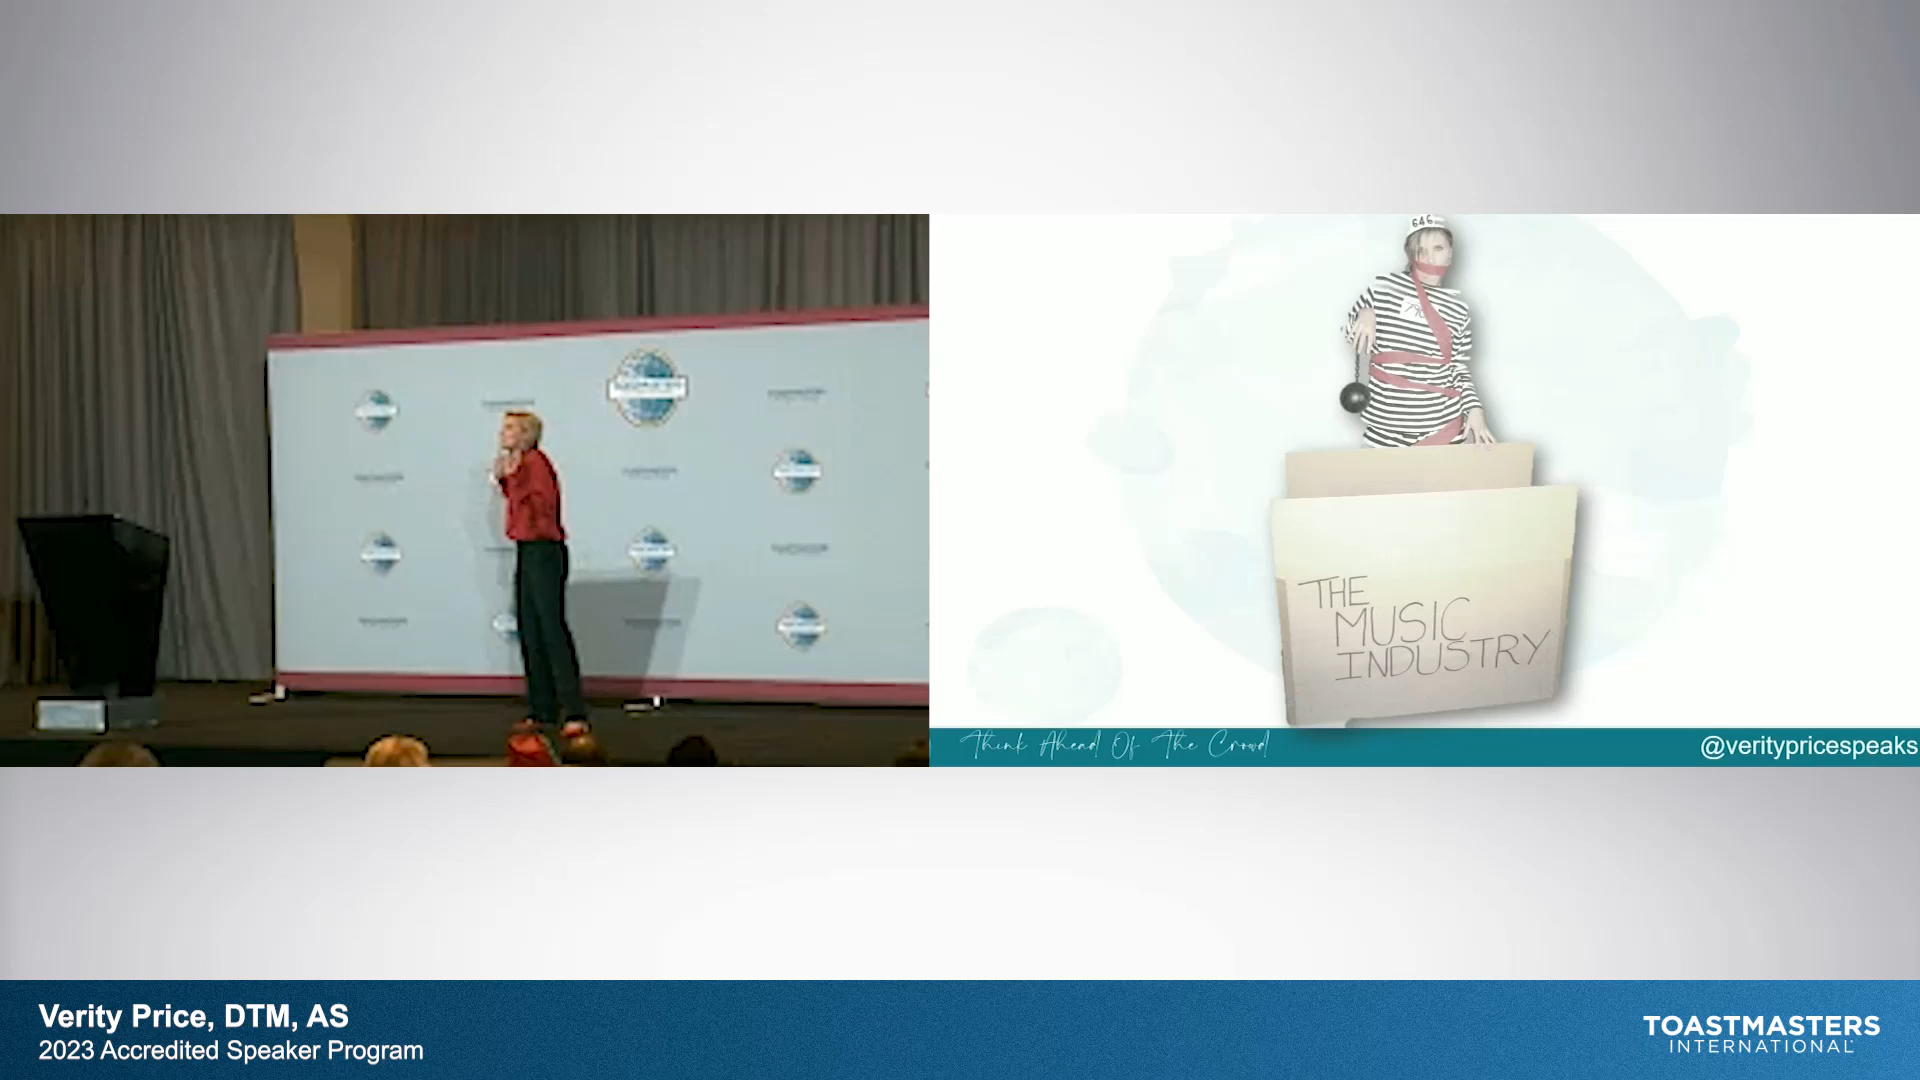 646
THE
MUSIC
INDUSTRY
Think Ahead Of The Crowd
@veritypricespeaks
Verity Price, DTM, AS
2023 Accredited Speaker Program
TOASTMASTERS
INTERNATIONAL